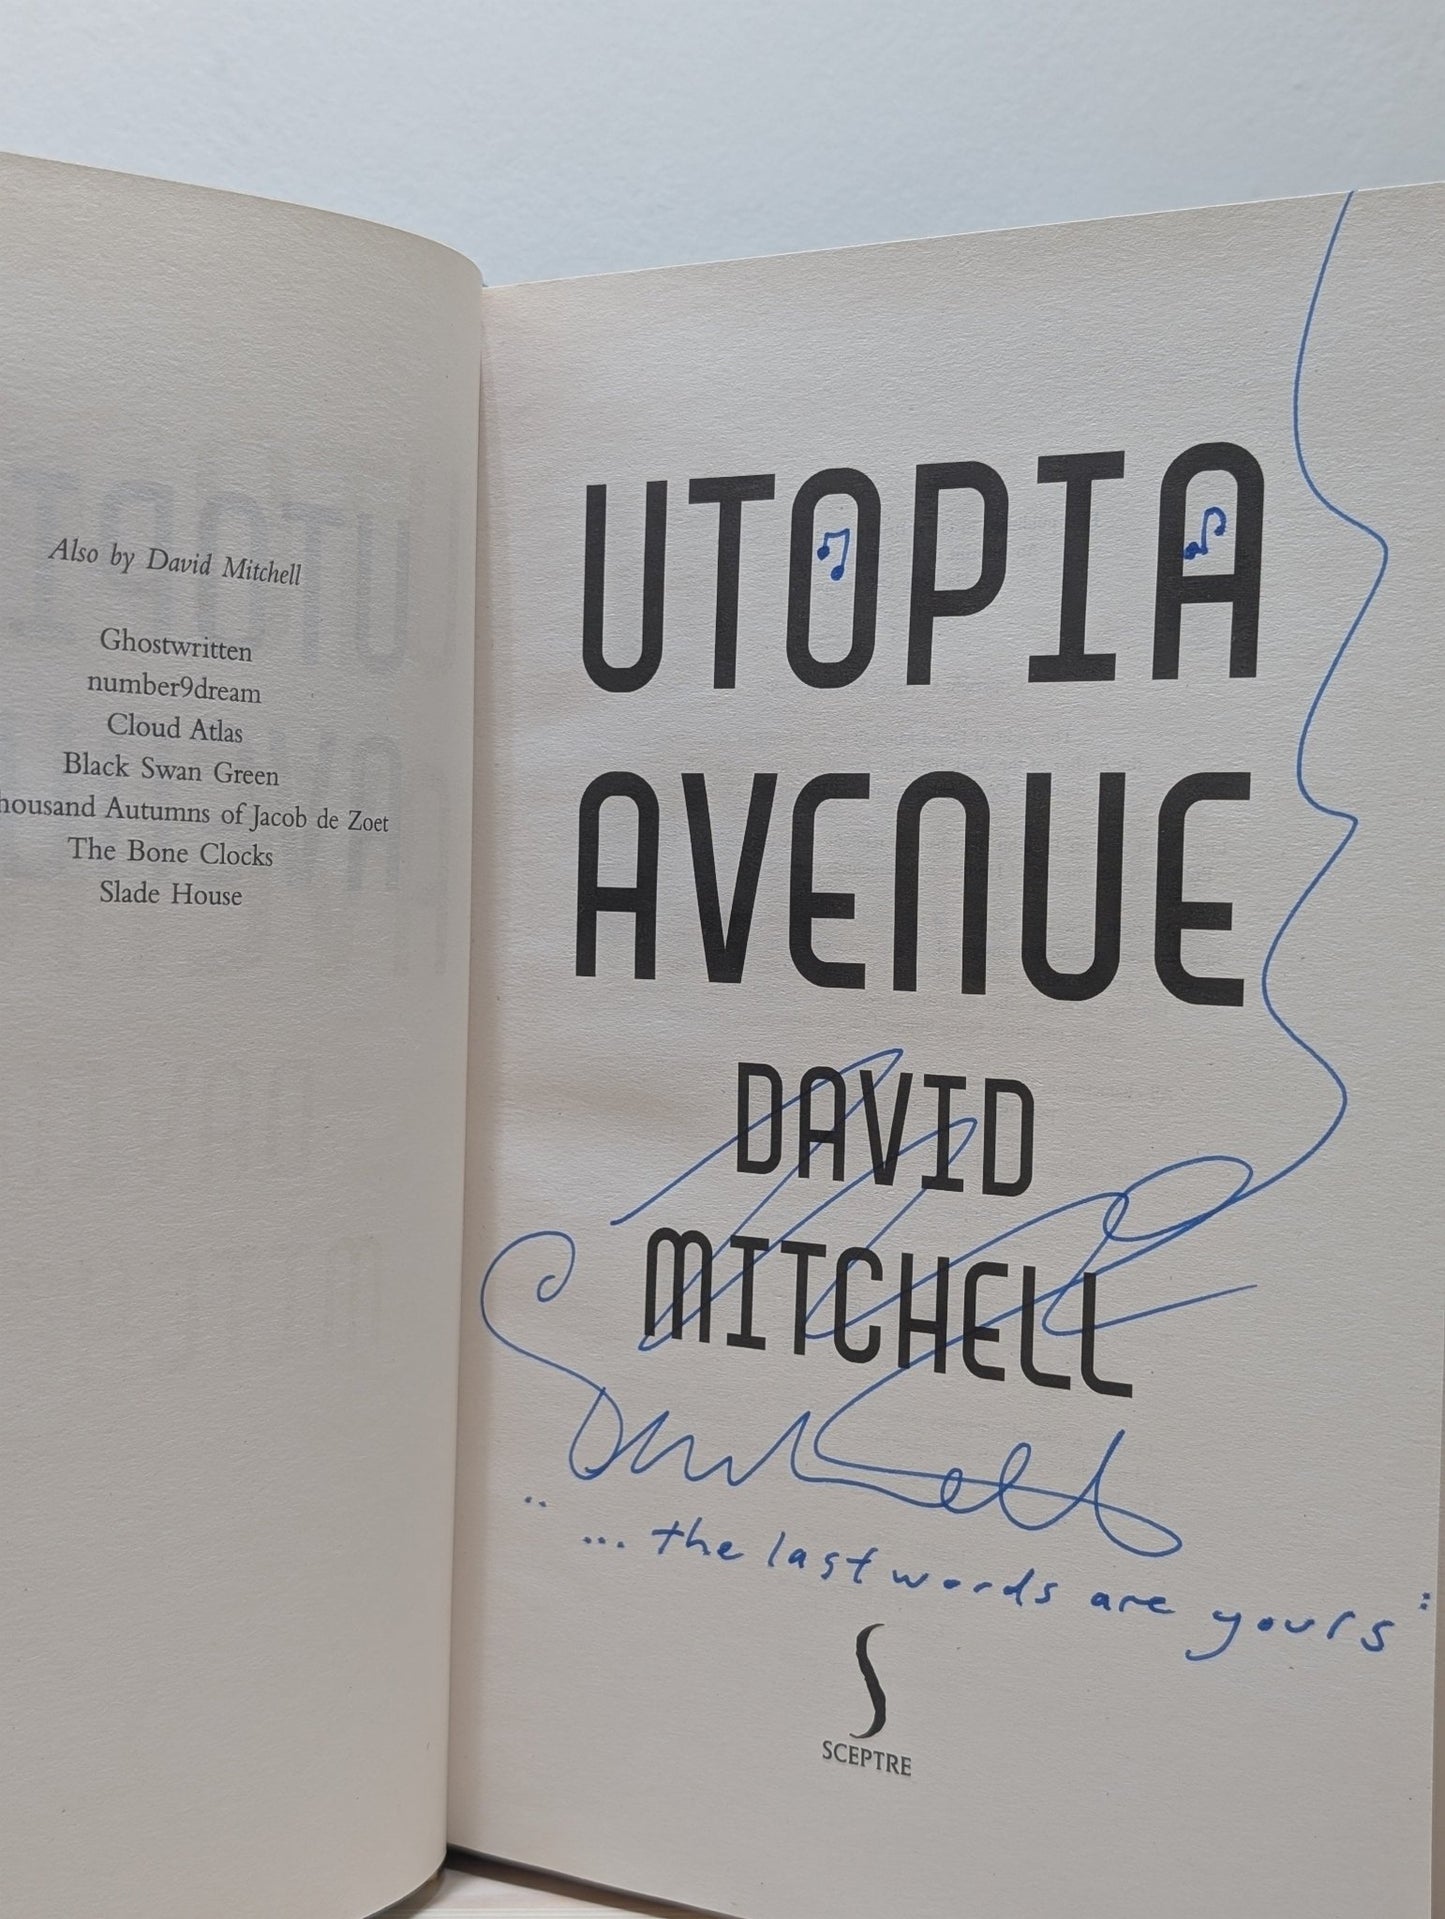 Also by David Mitchell
Ghostwritten
number9dream
Cloud Atlas
Black Swan Green
housand Autumns of Jacob de Zoet
The Bone Clocks
Slade House
UTOPIA
AVENUE
DAVID
MITCHELL
... the last words are yours
SCEPTRE